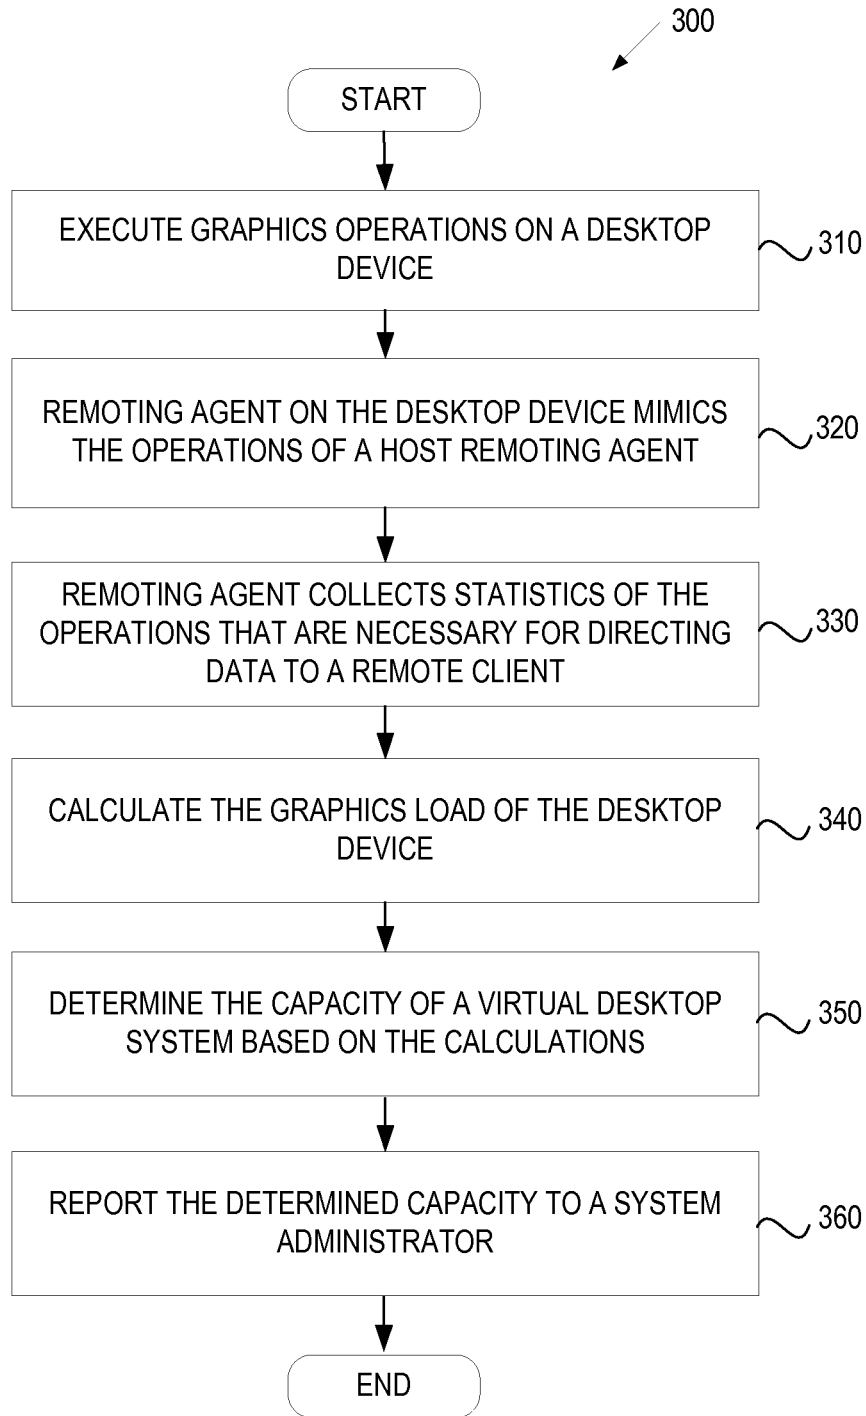 300
START
EXECUTE GRAPHICS OPERATIONS ON A DESKTOP
DEVICE
310
REMOTING AGENT ON THE DESKTOP DEVICE MIMICS
THE OPERATIONS OF A HOST REMOTING AGENT
320
REMOTING AGENT COLLECTS STATISTICS OF THE
OPERATIONS THAT ARE NECESSARY FOR DIRECTING
DATA TO A REMOTE CLIENT
330
CALCULATE THE GRAPHICS LOAD OF THE DESKTOP
DEVICE
340
DETERMINE THE CAPACITY OF A VIRTUAL DESKTOP
SYSTEM BASED ON THE CALCULATIONS
350
REPORT THE DETERMINED CAPACITY TO A SYSTEM
ADMINISTRATOR
360
END